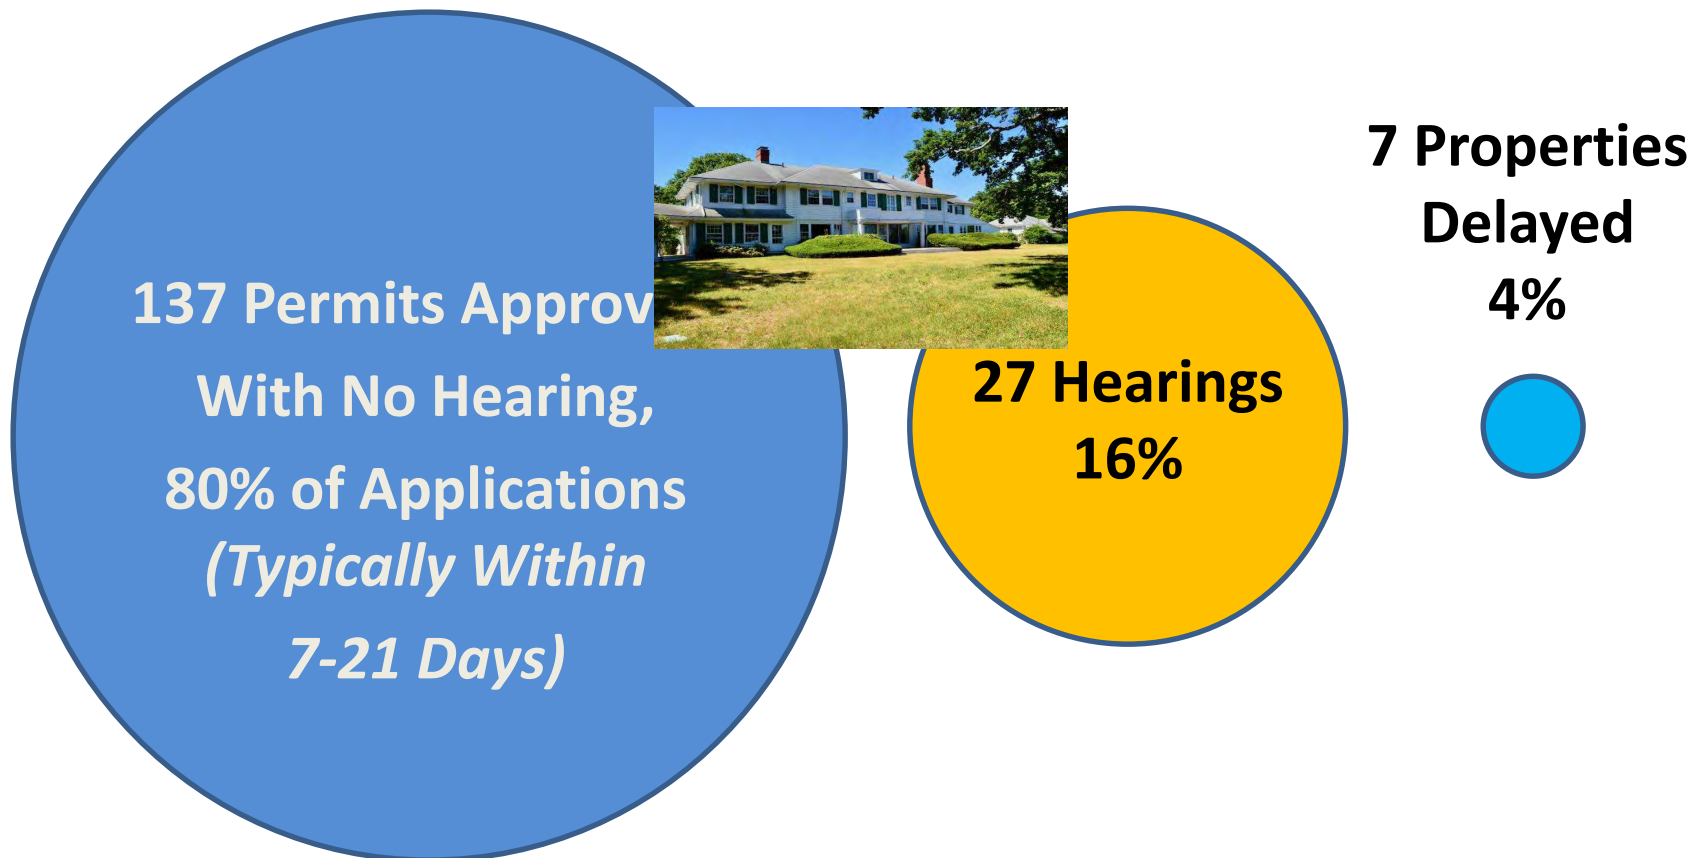 137 Permits Approv
With No Hearing,
80% of Applications
(Typically Within
7-21 Days)
27 Hearings
16%
7 Properties
Delayed
4%